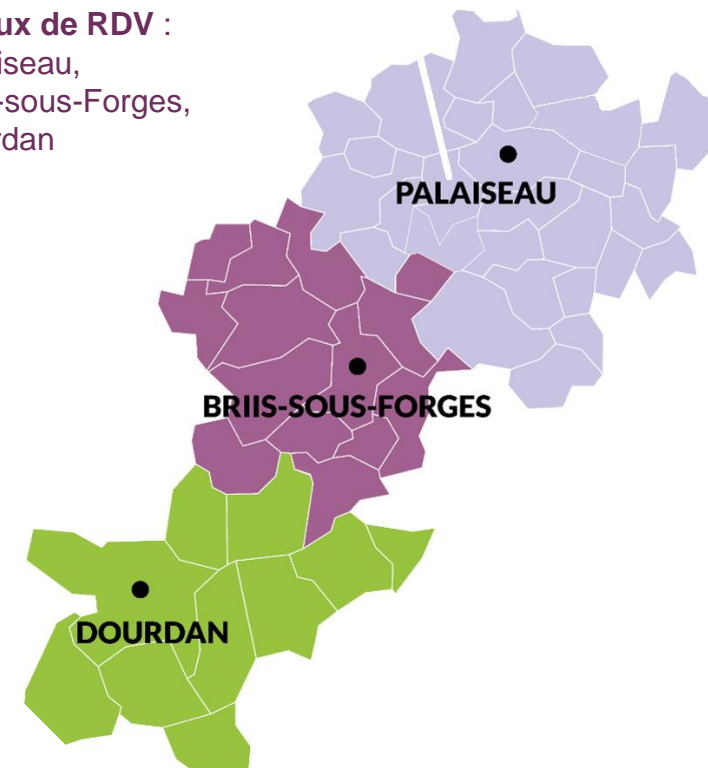 ux de RDV :
iseau,
-sous-Forges,
rdan
PALAISEAU
BRIIS-SOUS-FORGES
DOURDAN